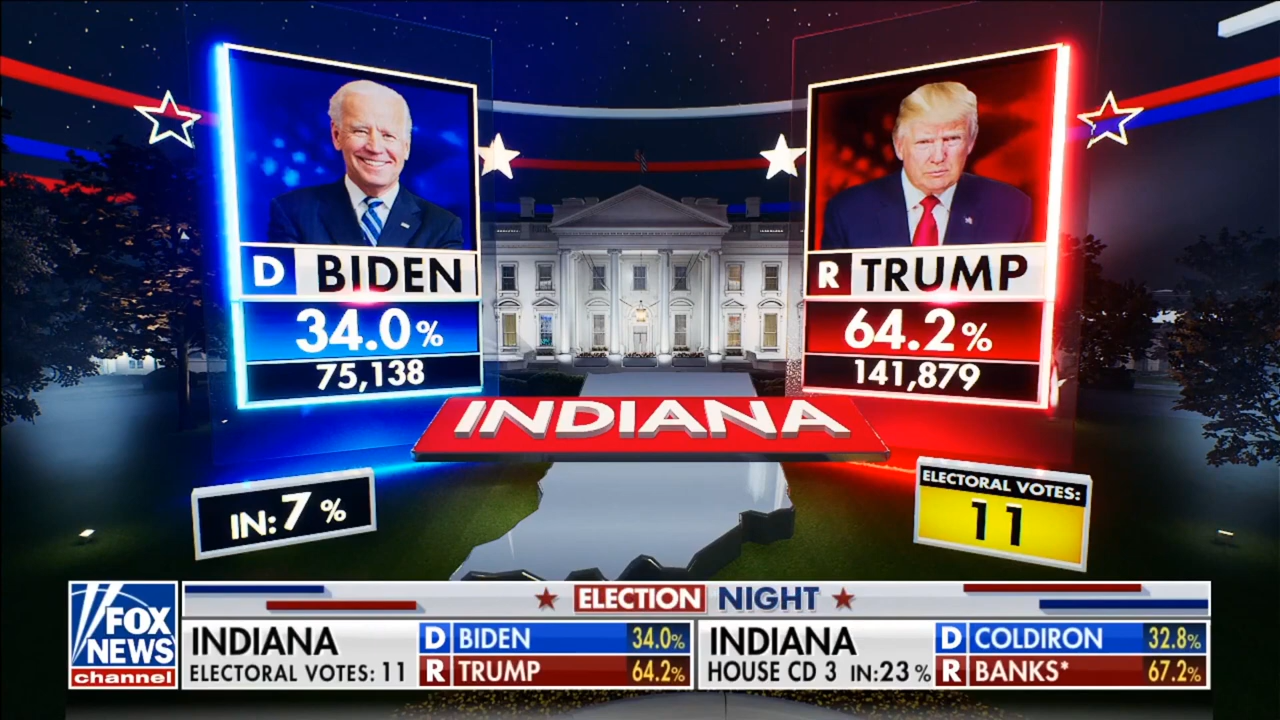 D BIDEN
34.0%
75,138
R TRUMP
64.2%
141,879
INDIANA
IN: 7 %
ELECTORAL VOTES:
11
ELECTION NIGHT
FOX
NEWS
channel
INDIANA
ELECTORAL VOTES: 11
D BIDEN 34.0%
R TRUMP 64.2%
INDIANA
HOUSE CD 3 IN:23%
D COLDIRON 32.8%
R BANKS* 67.2%